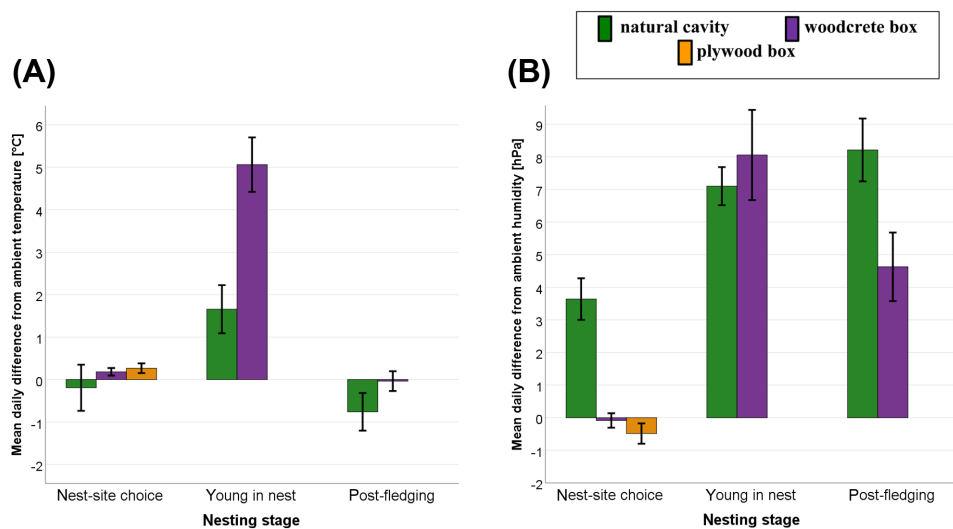 natural cavity woodcrete box
plywood box
(A)
Mean daily difference from ambient temperature [°C]
6
5
4
3
2
1
0
-1
-2
Nest-site choice Young in nest Post-fledging
Nesting stage
(B)
Mean daily difference from ambient humidity [hPa]
9
8
7
6
5
4
3
2
1
0
-1
-2
Nest-site choice Young in nest Post-fledging
Nesting stage